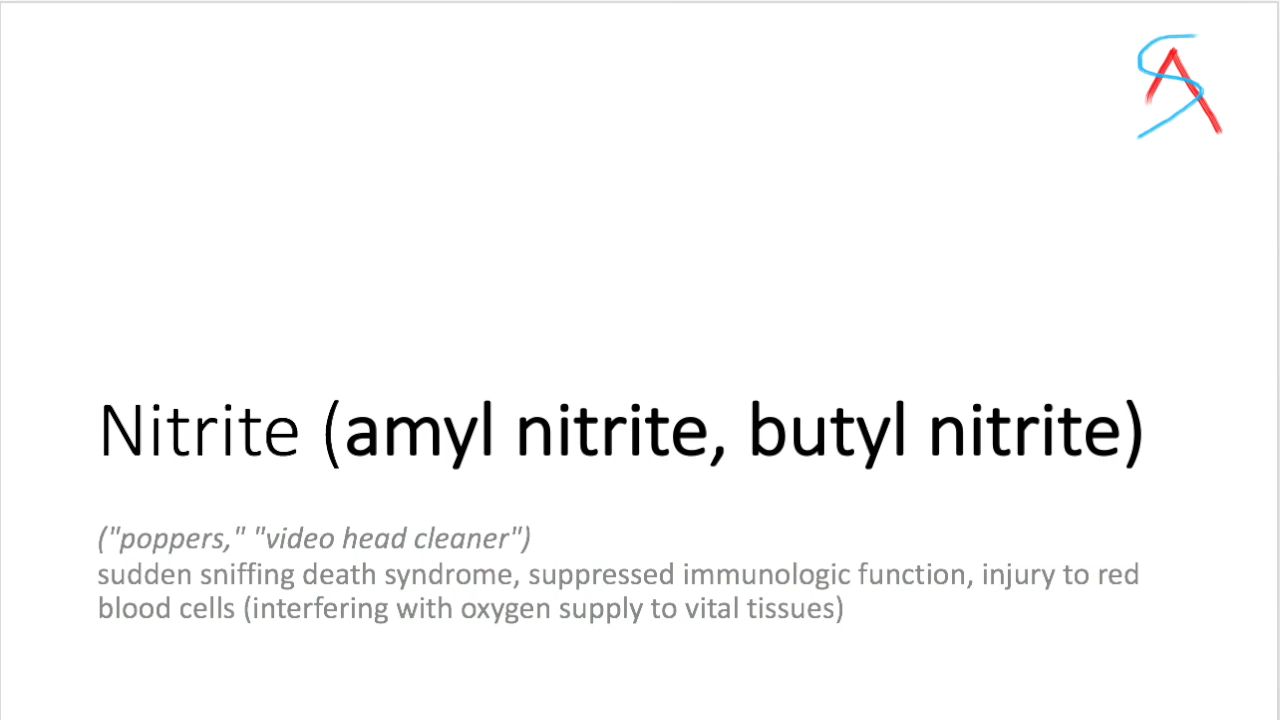 SA
Nitrite (amyl nitrite, butyl nitrite)
("poppers," "video head cleaner")
sudden sniffing death syndrome, suppressed immunologic function, injury to red
blood cells (interfering with oxygen supply to vital tissues)